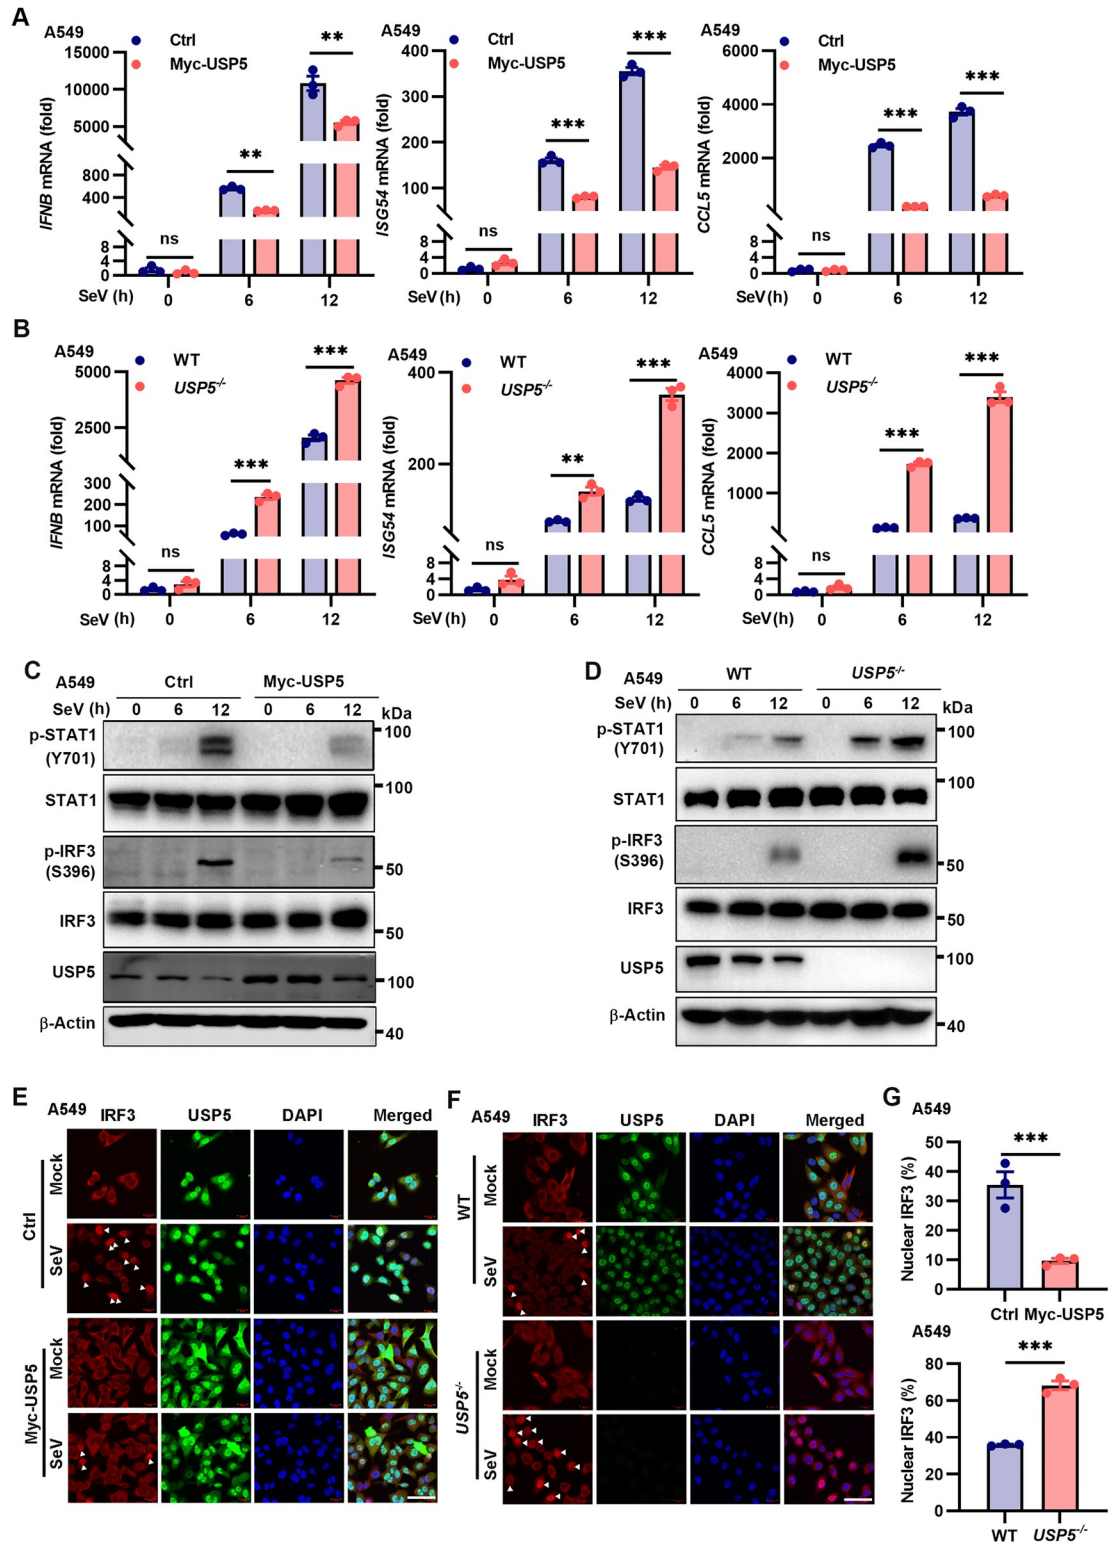 A
A549
Ctrl
Myc-USP5
IFNB mRNA (fold)
15000
10000
5000
800
400
8
4
0
ns
**
**
SeV (h)
0 6 12
A549
Ctrl
Myc-USP5
ISG54 mRNA (fold)
400
300
200
100
8
4
0
ns
***
***
0 6 12
A549
Ctrl
Myc-USP5
CCL5 mRNA (fold)
6000
4000
2000
8
4
0
ns
***
***
SeV (h)
0 6 12
B
A549
WT
USP5-/-
IFNB mRNA (fold)
5000
2500
300
200
100
8
4
0
ns
***
***
SeV (h)
0 6 12
A549
WT
USP5-/-
ISG54 mRNA (fold)
400
200
8
4
0
ns
**
***
SeV (h)
0 6 12
A549
WT
USP5-/-
CCL5 mRNA (fold)
4000
3000
2000
1000
8
4
0
ns
***
***
SeV (h)
0 6 12
C
A549 Ctrl Myc-USP5
SeV (h) 0 6 12 0 6 12 kDa
p-STAT1 (Y701) 100
STAT1 100
p-IRF3 (S396) 50
IRF3 50
USP5 100
β-Actin 40
D
A549 WT USP5-/-
SeV (h) 0 6 12 0 6 12 kDa
p-STAT1 (Y701) 100
STAT1 100
p-IRF3 (S396) 50
IRF3 50
USP5 100
β-Actin 40
E
A549 IRF3 USP5 DAPI Merged
Ctrl
Mock
SeV
Myc-USP5
Mock
SeV
F
A549 IRF3 USP5 DAPI Merged
WT
Mock
SeV
USP5-/-
Mock
SeV
G
A549
Nuclear IRF3 (%)
50
40
30
20
10
0
***
Ctrl Myc-USP5
A549
Nuclear IRF3 (%)
80
60
40
20
0
***
WT USP5-/-